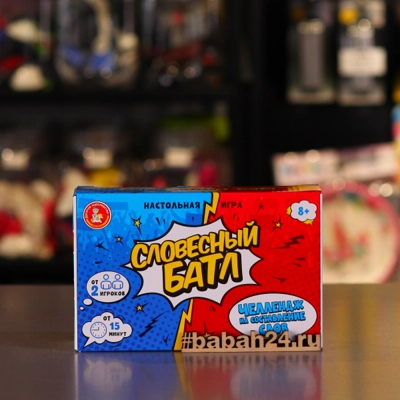 НАСТОЛЬНАЯ ИГРА
8+
СЛОВЕСНЫЙ
БАТЛ
ОТ
2
ИГРОКОВ
ОТ
15
МИНУТ
ЧЕЛЛЕНДЖ
НА СОСТАВЛЕНИЕ
СЛОВ
#babah24.ru